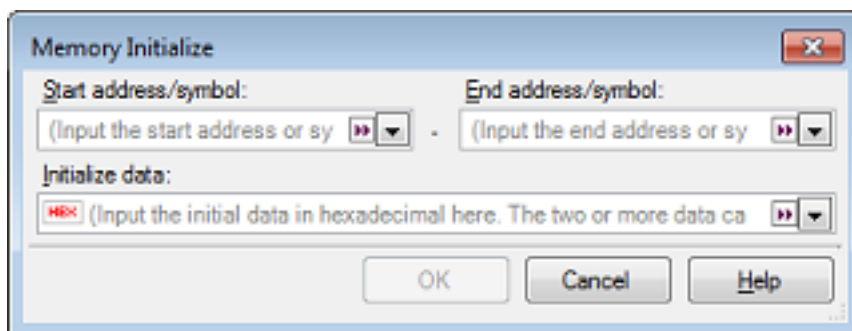 Memory Initialize
Start address/symbol: End address/symbol:
(Input the start address or sy - (Input the end address or sy
Initialize data:
HEX (Input the initial data in hexadecimal here. The two or more data ca
OK Cancel Help